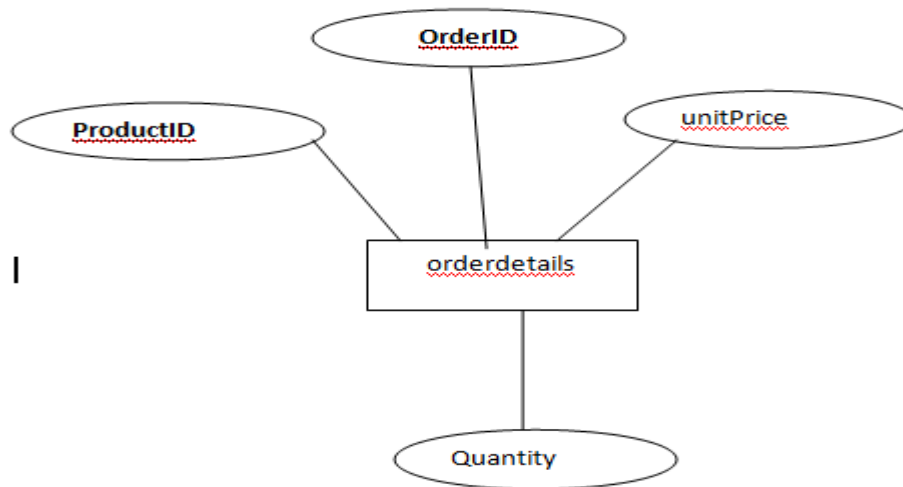 OrderID
ProductID
unitPrice
orderdetails
Quantity